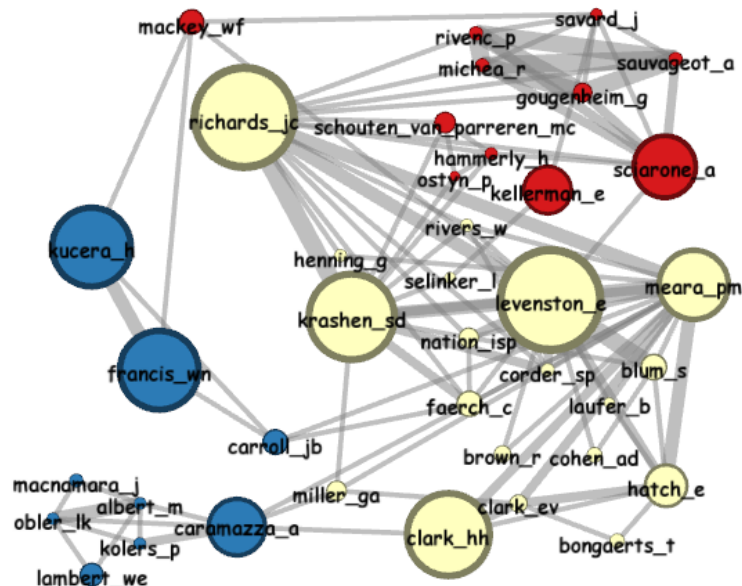 savard_j
mackey_wf
rivenc_p
sauvageot_a
michea_r
gougenheim_g
richards_jc
schouten_van_parreren_mc
hammerly_h
sciarone_a
ostyn_p
kellerman_e
rivers_w
kucera_h
henning_g
selinker_l
meara_pm
levenston_e
krashen_sd
nation_isp
francis_wn
corder_sp
blum_s
faerch_c
laufer_b
carroll_jb
brown_r
cohen_ad
macnamara_j
miller_ga
hatch_e
albert_m
clark_ev
obler_lk
caramazza_a
clark_hh
kolers_p
bongaerts_t
lambert_we